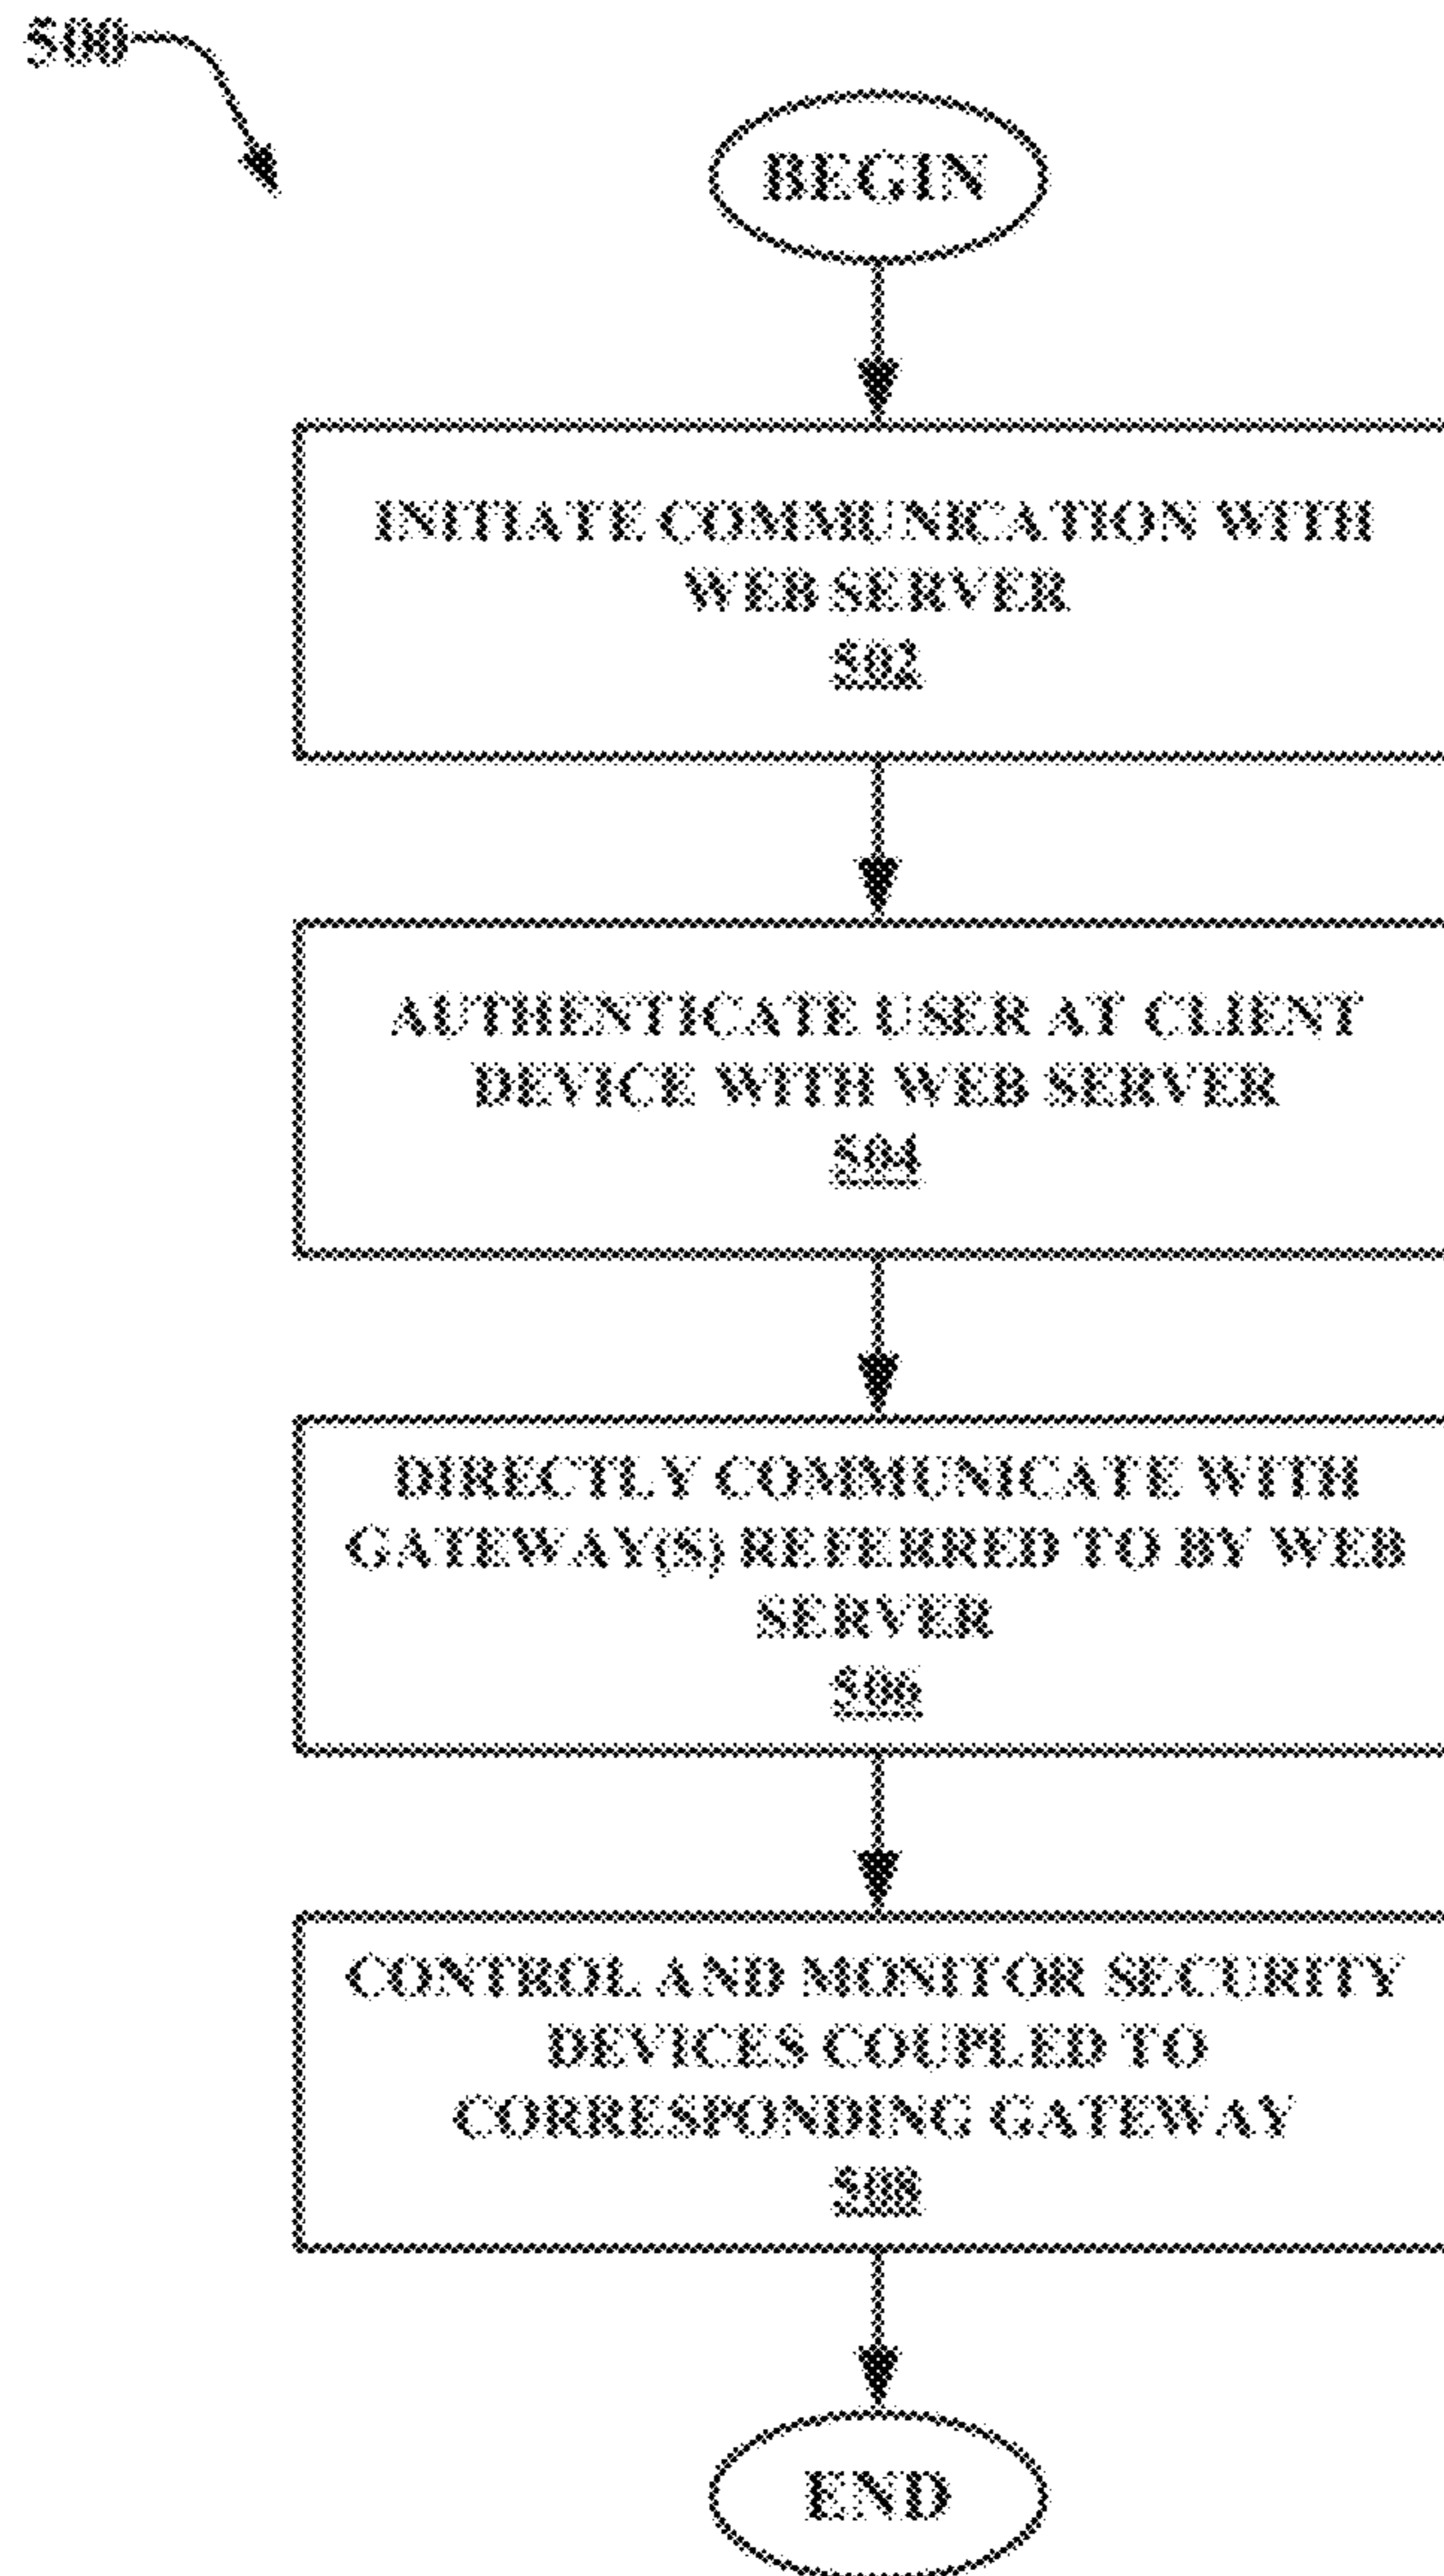 500
BEGIN
INITIATE COMMUNICATION WITH
WEB SERVER
502
AUTHENTICATE USER AT CLIENT
DEVICE WITH WEB SERVER
504
DIRECTLY COMMUNICATE WITH
GATEWAY(S) REFERRED TO BY WEB
SERVER
506
CONTROL AND MONITOR SECURITY
DEVICES COUPLED TO
CORRESPONDING GATEWAY
508
END